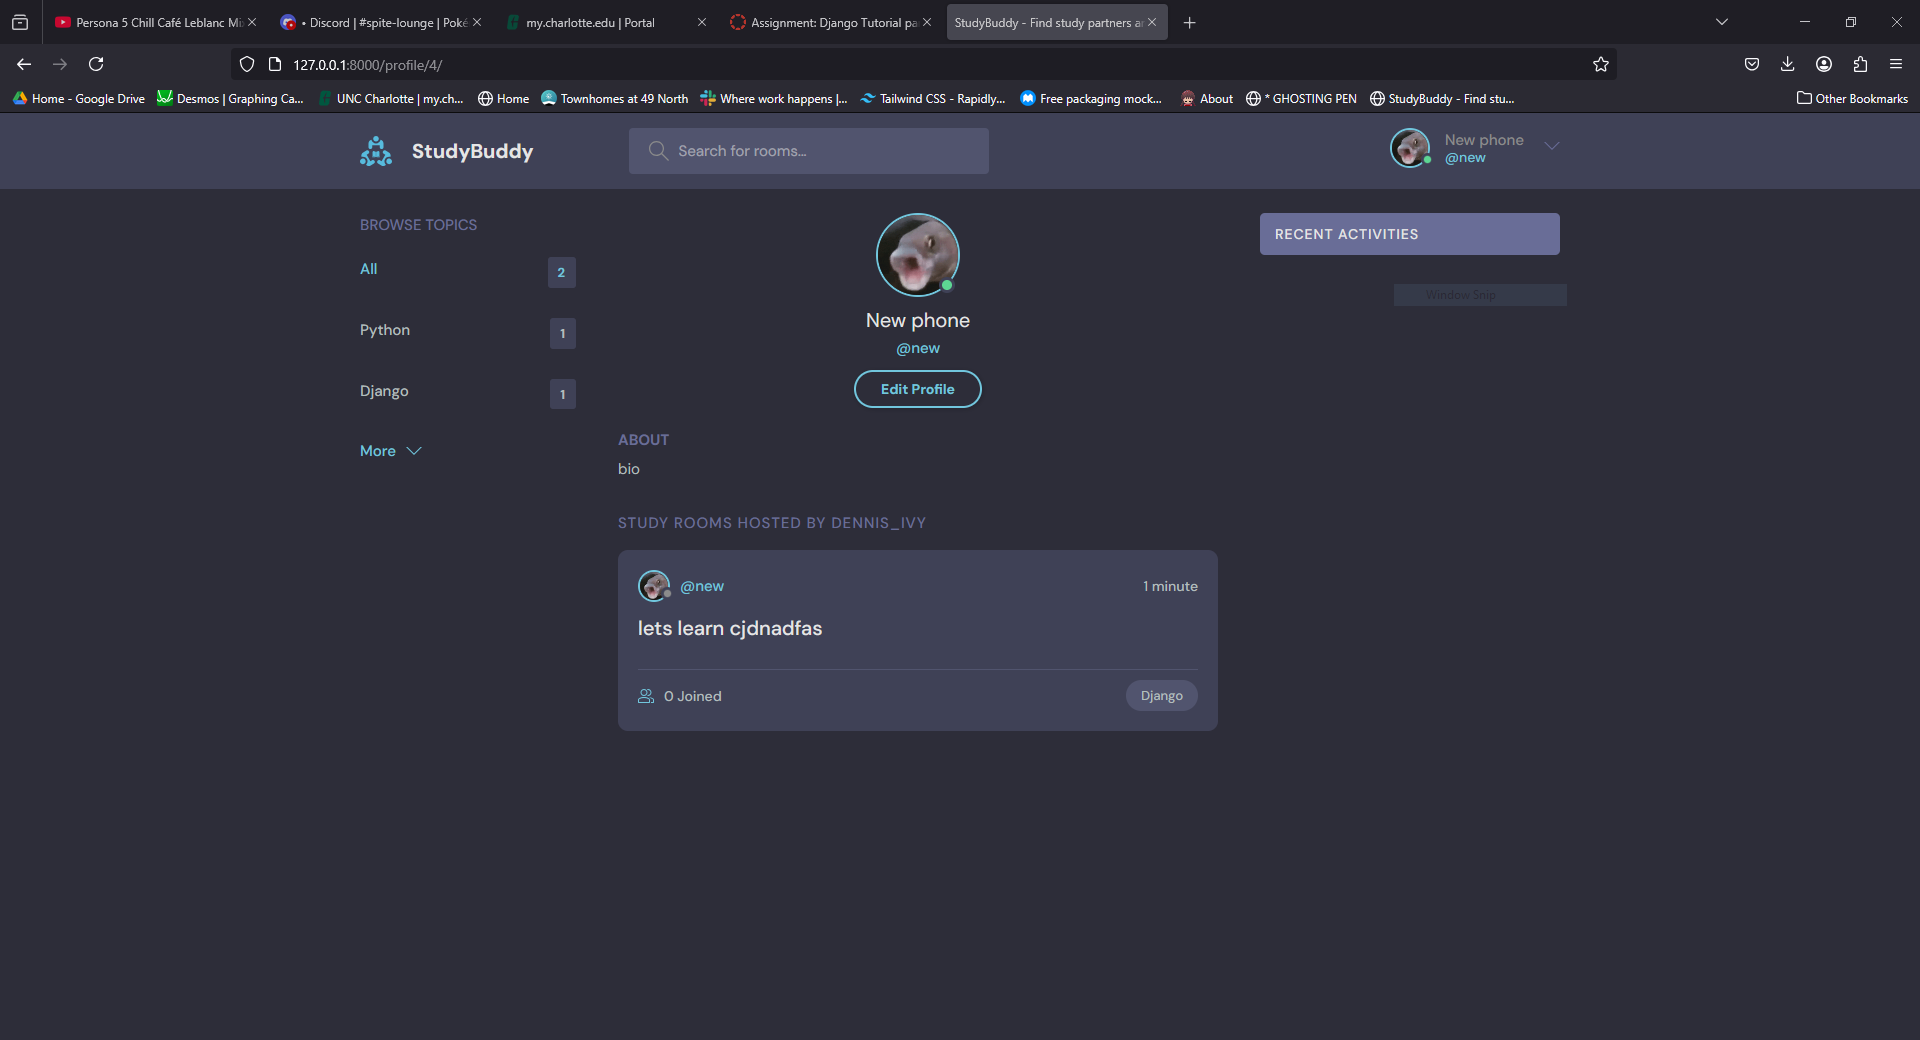 Persona 5 Chill Café Leblanc Mi
• Discord | #spite-lounge | Poké
my.charlotte.edu | Portal
Assignment: Django Tutorial pa
StudyBuddy - Find study partners a
127.0.0.1:8000/profile/4/
Home - Google Drive
Desmos | Graphing Ca...
UNC Charlotte | my.ch...
Home
Townhomes at 49 North
Where work happens |...
Tailwind CSS - Rapidly...
Free packaging mock...
About
* GHOSTING PEN
StudyBuddy - Find stu...
Other Bookmarks
StudyBuddy
Search for rooms...
New phone
@new
BROWSE TOPICS
All 2
Python 1
Django 1
More
New phone
@new
Edit Profile
ABOUT
bio
STUDY ROOMS HOSTED BY DENNIS_IVY
@new 1 minute
lets learn cjdnadfas
0 Joined
Django
RECENT ACTIVITIES
Window Snip